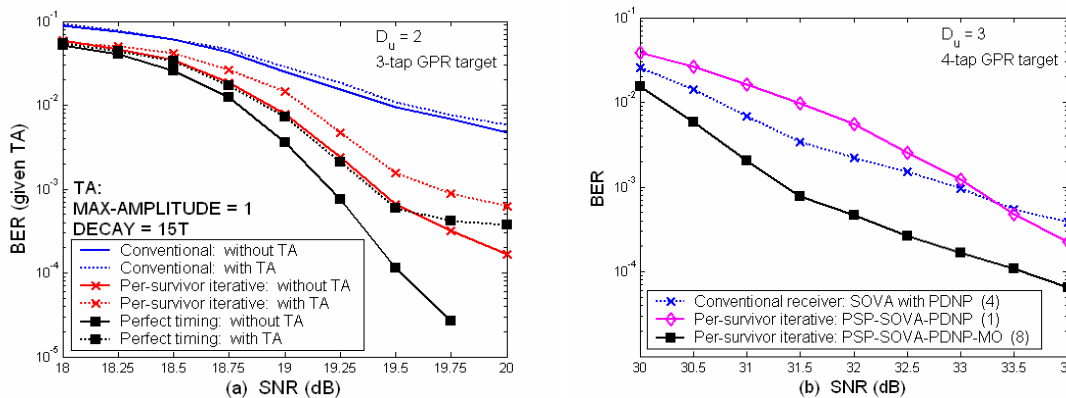 10^-1
10^-2
10^-3
10^-4
10^-5
BER (given TA)
D_u = 2
3-tap GPR target
TA:
MAX-AMPLITUDE = 1
DECAY = 15T
Conventional: without TA
Conventional: with TA
Per-survivor iterative: without TA
Per-survivor iterative: with TA
Perfect timing: without TA
Perfect timing: with TA
18 18.25 18.5 18.75 19 19.25 19.5 19.75 20
(a) SNR (dB)
10^-1
10^-2
10^-3
10^-4
BER
D_u = 3
4-tap GPR target
Conventional receiver: SOVA with PDNP (4)
Per-survivor iterative: PSP-SOVA-PDNP (1)
Per-survivor iterative: PSP-SOVA-PDNP-MO (8)
30 30.5 31 31.5 32 32.5 33 33.5
(b) SNR (dB)